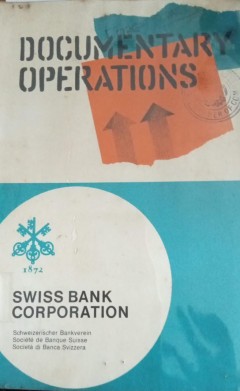 DOCUMENTARY
OPERATIONS
1872
SWISS BANK
CORPORATION
Schweizerischer Bankverein
Société de Banque Suisse
Società di Banca Svizzera